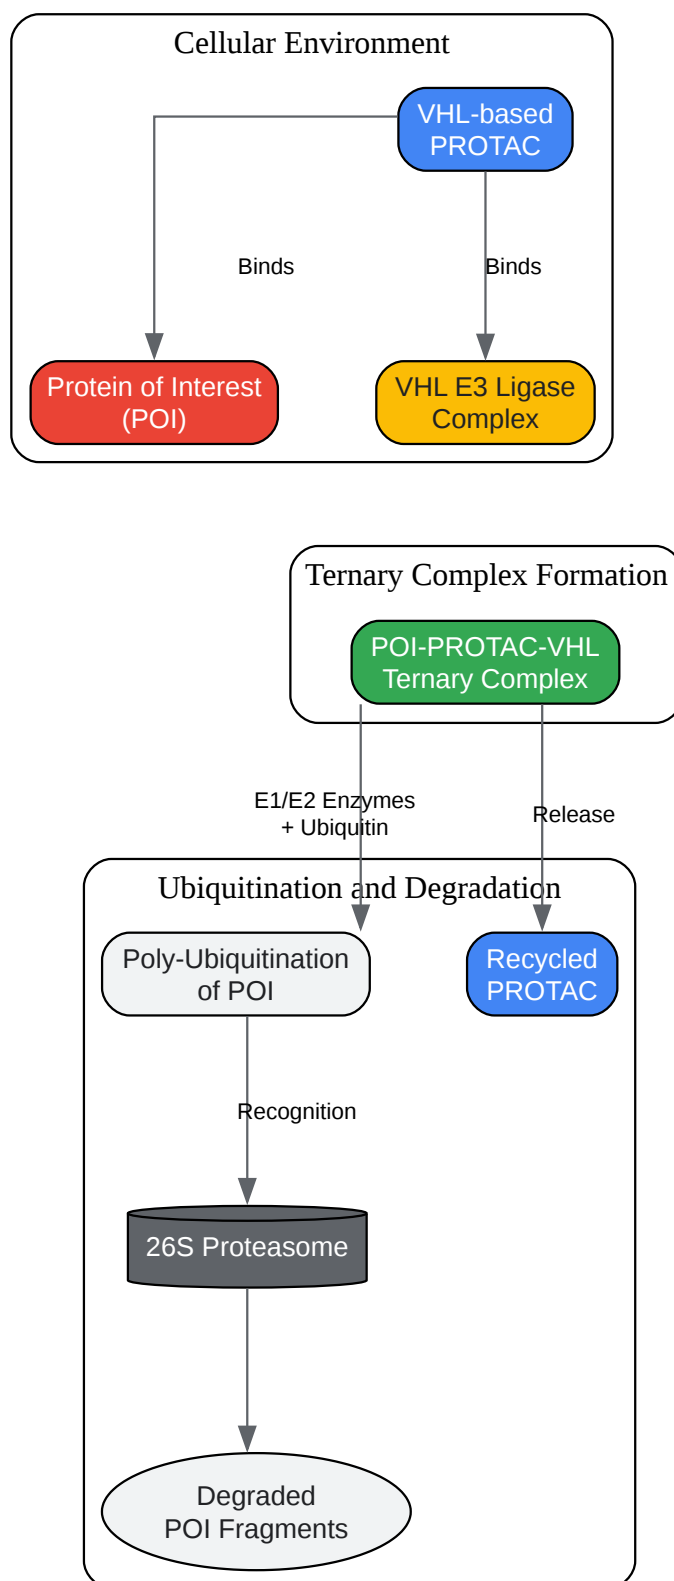 Cellular Environment
VHL-based
PROTAC
Binds
Binds
Protein of Interest
(POI)
VHL E3 Ligase
Complex
Ternary Complex Formation
POI-PROTAC-VHL
Ternary Complex
E1/E2 Enzymes
+ Ubiquitin
Release
Ubiquitination and Degradation
Poly-Ubiquitination
of POI
Recycled
PROTAC
Recognition
26S Proteasome
Degraded
POI Fragments